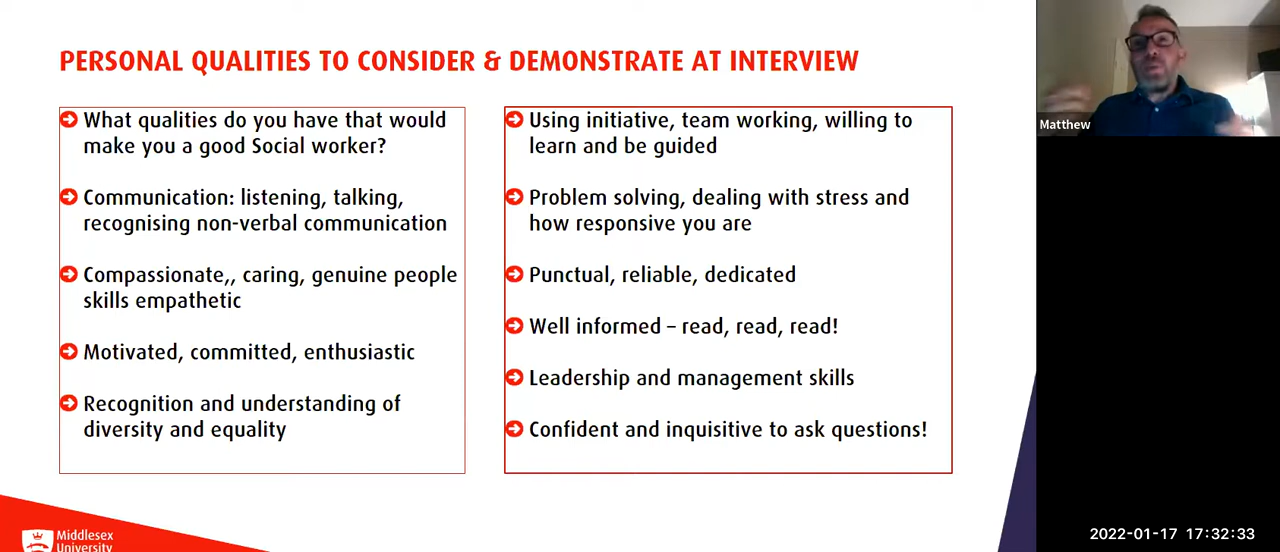 PERSONAL QUALITIES TO CONSIDER & DEMONSTRATE AT INTERVIEW
What qualities do you have that would
make you a good Social worker?
Communication: listening, talking,
recognising non-verbal communication
Compassionate,, caring, genuine people
skills empathetic
Motivated, committed, enthusiastic
Recognition and understanding of
diversity and equality
Using initiative, team working, willing to
learn and be guided
Problem solving, dealing with stress and
how responsive you are
Punctual, reliable, dedicated
Well informed – read, read, read!
Leadership and management skills
Confident and inquisitive to ask questions!
Matthew
Middlesex
University
2022-01-17 17:32:33